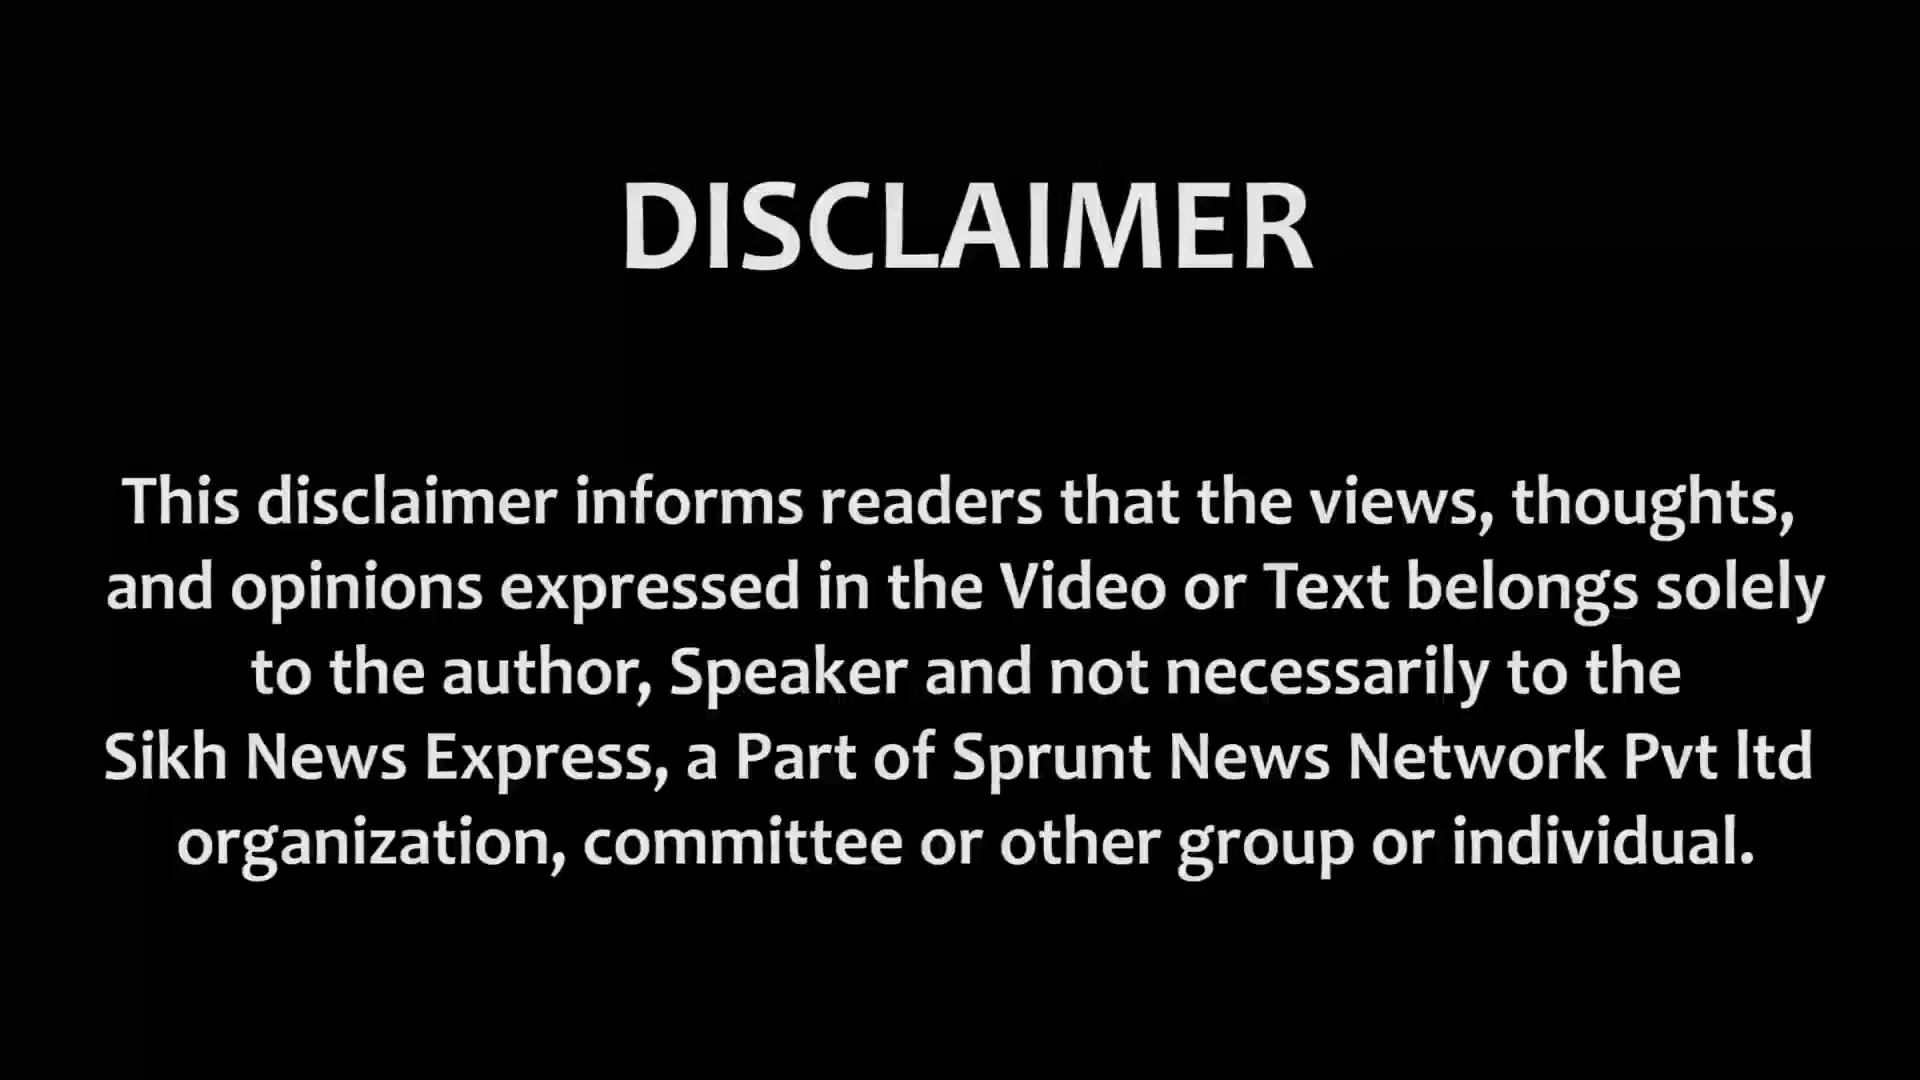 DISCLAIMER
This disclaimer informs readers that the views, thoughts,
and opinions expressed in the Video or Text belongs solely
to the author, Speaker and not necessarily to the
Sikh News Express, a Part of Sprunt News Network Pvt ltd
organization, committee or other group or individual.